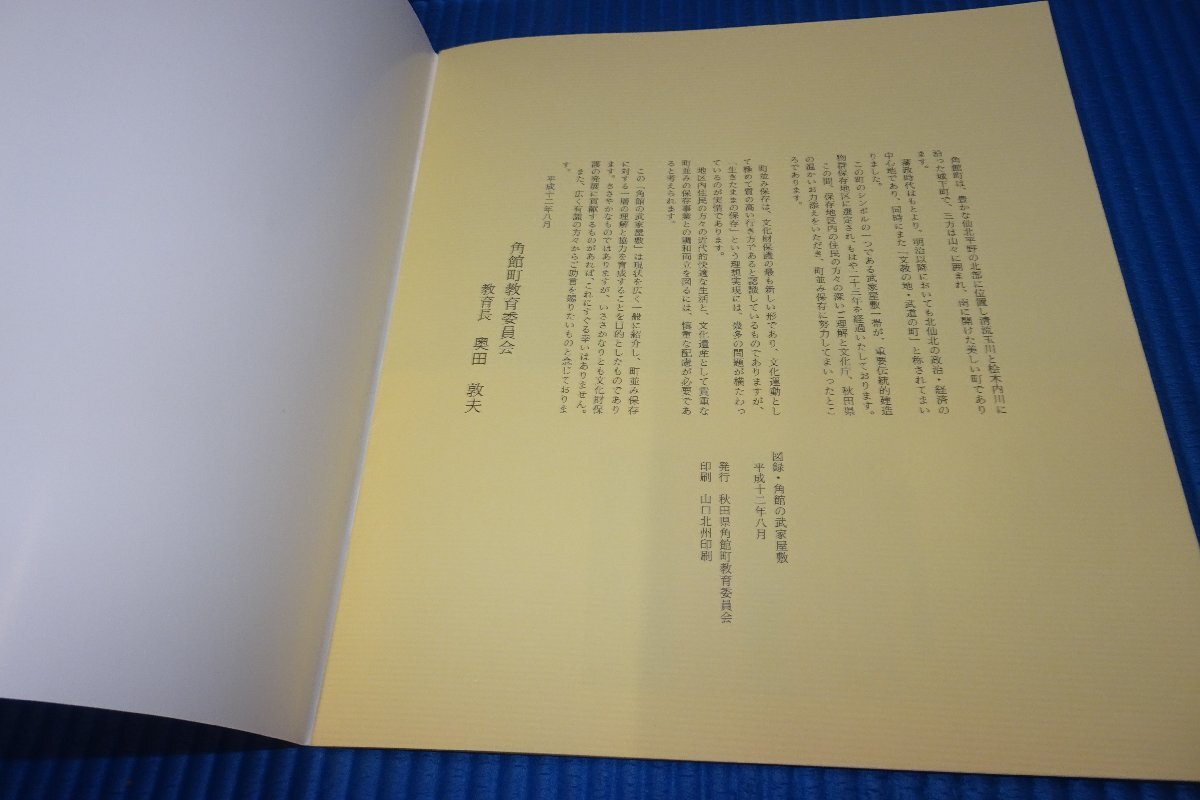 角館町は、豊かな仙北平野の北部に位置し清流玉川と桧木内川に
沿った城下町で、三方は山々に囲まれ、南に開けた美しい町であり
ます。
藩政時代はもとより、明治以降においても北仙北の政治・経済の
中心地であり、同時にまた「文教の地・武道の町」と称されてまい
りました。
この町のシンボルの一つである武家屋敷一帯が、重要伝統的建造
物群保存地区に選定され、もはや二十三年を経過いたしております。
この間、保存地区内の住民の方々の深いご理解と文化庁、秋田県
の温かいお力添えをいただき、町並み保存に努力してまいったとこ
ろであります。
町並み保存は、文化財保護の最も新しい形であり、文化運動とし
て極めて質の高い行き方であると認識しているものでありますが、
「生きたままの保存」という理想実現には、幾多の問題が横たわっ
ているのが実情であります。
地区内住民の方々の近代的快適な生活と、文化遺産として貴重な
町並みの保存事業との調和両立を図るには、慎重な配慮が必要であ
ると考えられます。
この「角館の武家屋敷」は現状を広く一般に紹介し、町並み保存
に対する一層の理解と協力を育成することを目的としたものであり
ます。ささやかなものではありますが、いささかなりとも文化財保
護の発展に貢献するものがあれば、これにすぐる幸いはありません。
また、広く有識の方々からご助言を賜りたいものと念じておりま
す。
平成十二年八月
角館町教育委員会
教育長 奥田 敦夫
図録・角館の武家屋敷
平成十二年八月
発行 秋田県角館町教育委員会
印刷 山口北州印刷